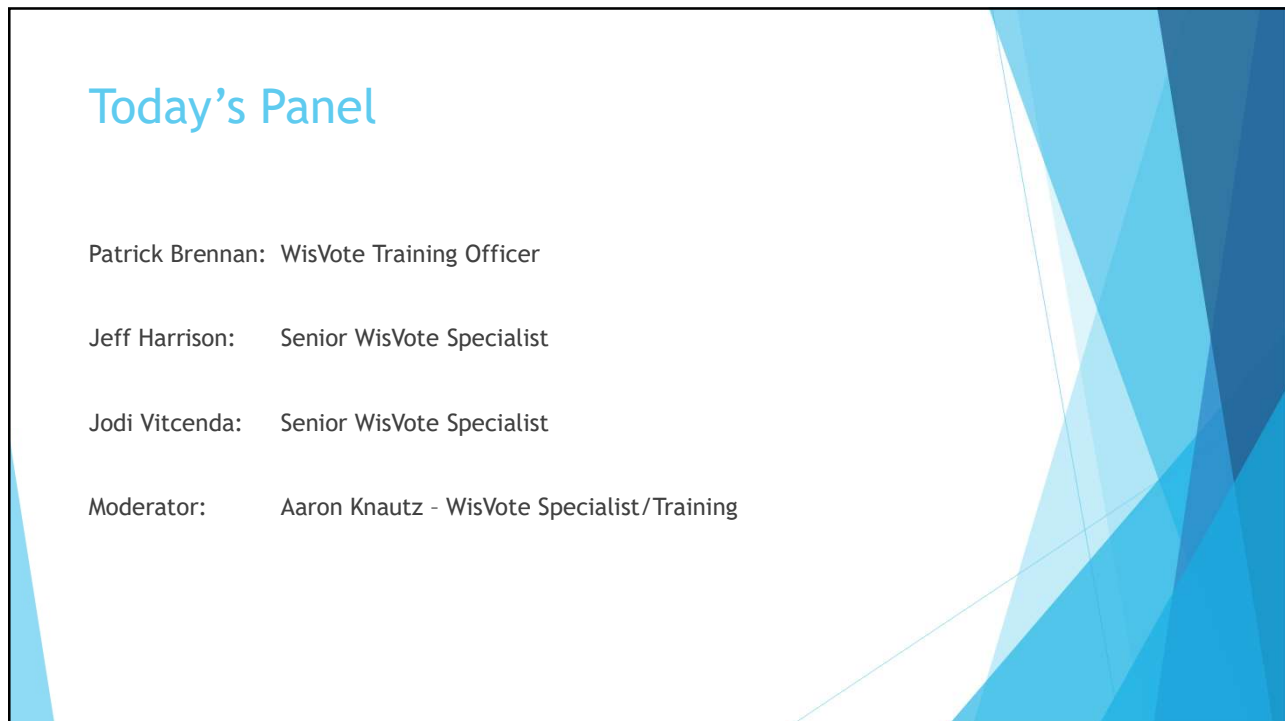 Today’s Panel
Patrick Brennan: WisVote Training Officer
Jeff Harrison: Senior WisVote Specialist
Jodi Vitcenda: Senior WisVote Specialist
Moderator: Aaron Knautz – WisVote Specialist/Training